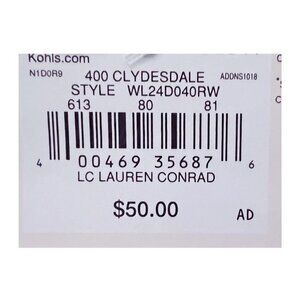 Kohls.com
N1D0R9 400 CLYDESDALE ADDNS1018
STYLE WL24D040RW
613 80 81
4 00469 35687 6
LC LAUREN CONRAD
$50.00 AD